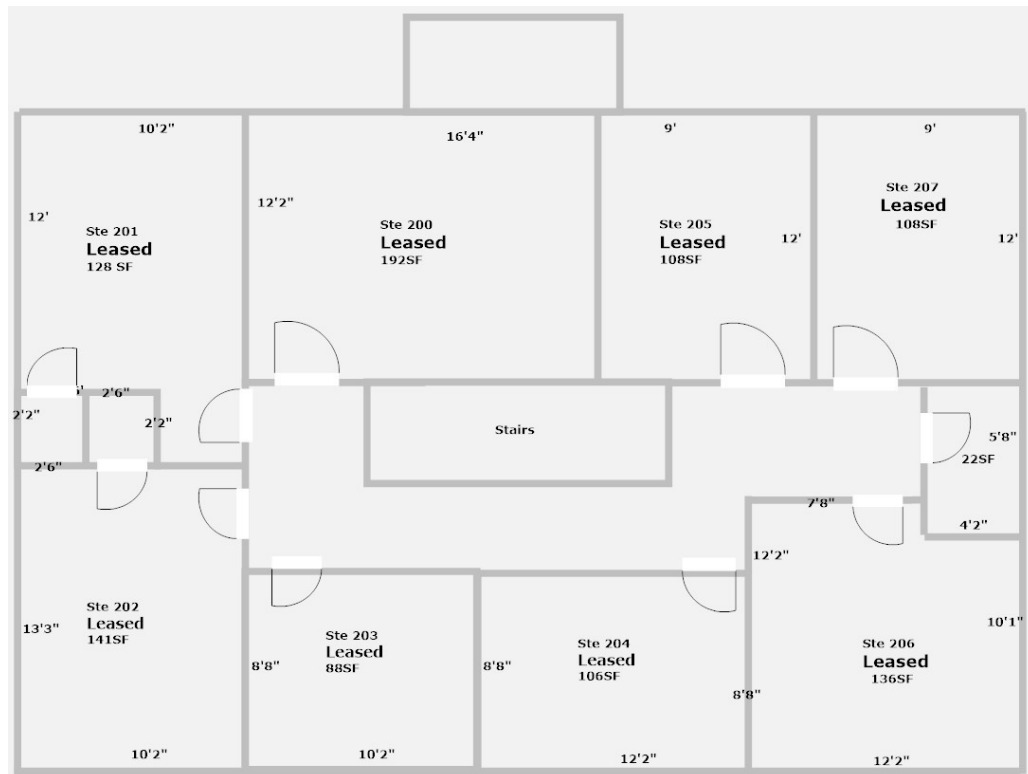 10'2"
16'4"
9'
9'
12'2"
12'
Ste 201
Leased
128 SF
Ste 200
Leased
192SF
Ste 205
Leased
108SF
12'
Ste 207
Leased
108SF
12'
2'6"
2'2"
2'2"
2'6"
Stairs
5'8"
22SF
4'2"
7'8"
12'2"
10'1"
Ste 202
Leased
141SF
13'3"
10'2"
Ste 203
Leased
88SF
8'8"
10'2"
Ste 204
Leased
106SF
8'8"
12'2"
8'8"
Ste 206
Leased
136SF
12'2"